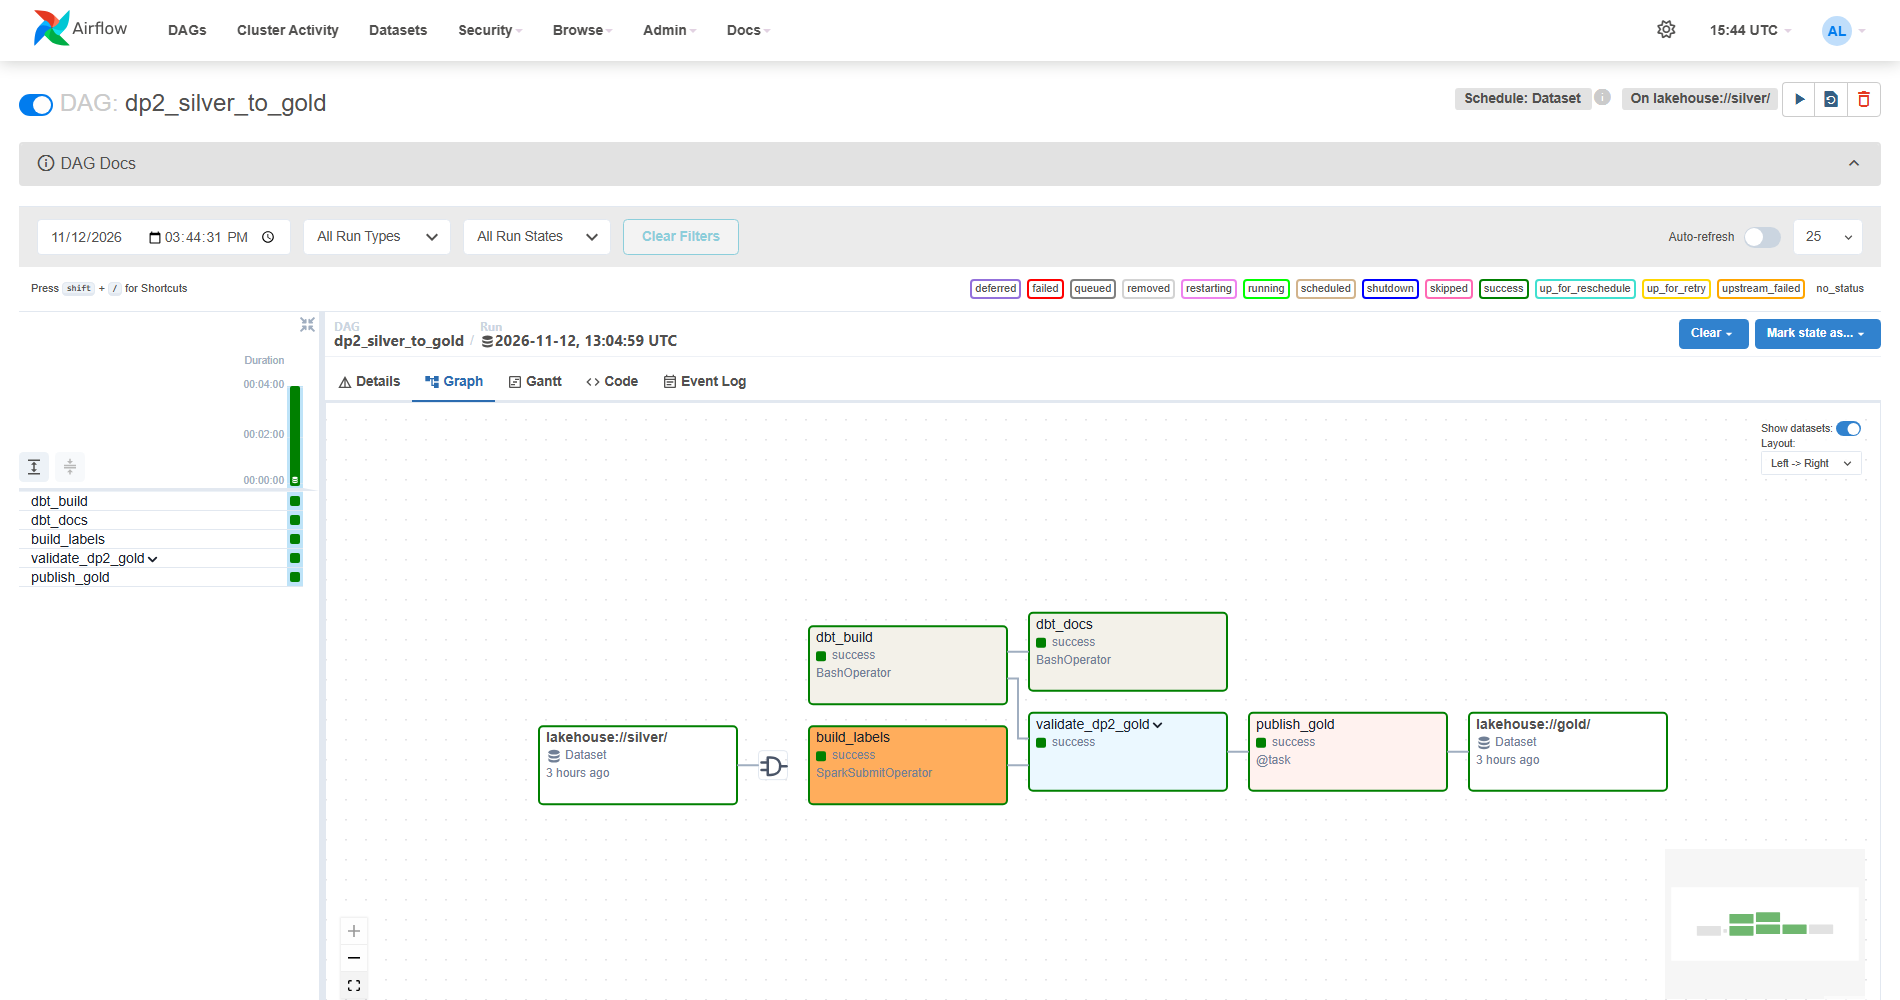 Airflow
DAGs
Cluster Activity
Datasets
Security
Browse
Admin
Docs
15:44 UTC
AL
DAG: dp2_silver_to_gold
Schedule: Dataset
i
On lakehouse://silver/
DAG Docs
11/12/2026
03:44:31 PM
All Run Types
All Run States
Clear Filters
Auto-refresh
25
Press shift + / for Shortcuts
deferred
failed
queued
removed
restarting
running
scheduled
shutdown
skipped
success
up_for_reschedule
up_for_retry
upstream_failed
no_status
Duration
00:04:00
00:02:00
00:00:00
dbt_build
dbt_docs
build_labels
validate_dp2_gold
publish_gold
DAG
dp2_silver_to_gold
/
Run
2026-11-12, 13:04:59 UTC
Clear
Mark state as...
Details
Graph
Gantt
Code
Event Log
Show datasets:
Layout:
Left -> Right
lakehouse://silver/
Dataset
3 hours ago
dbt_build
success
BashOperator
build_labels
success
SparkSubmitOperator
dbt_docs
success
BashOperator
validate_dp2_gold
success
publish_gold
success
@task
lakehouse://gold/
Dataset
3 hours ago